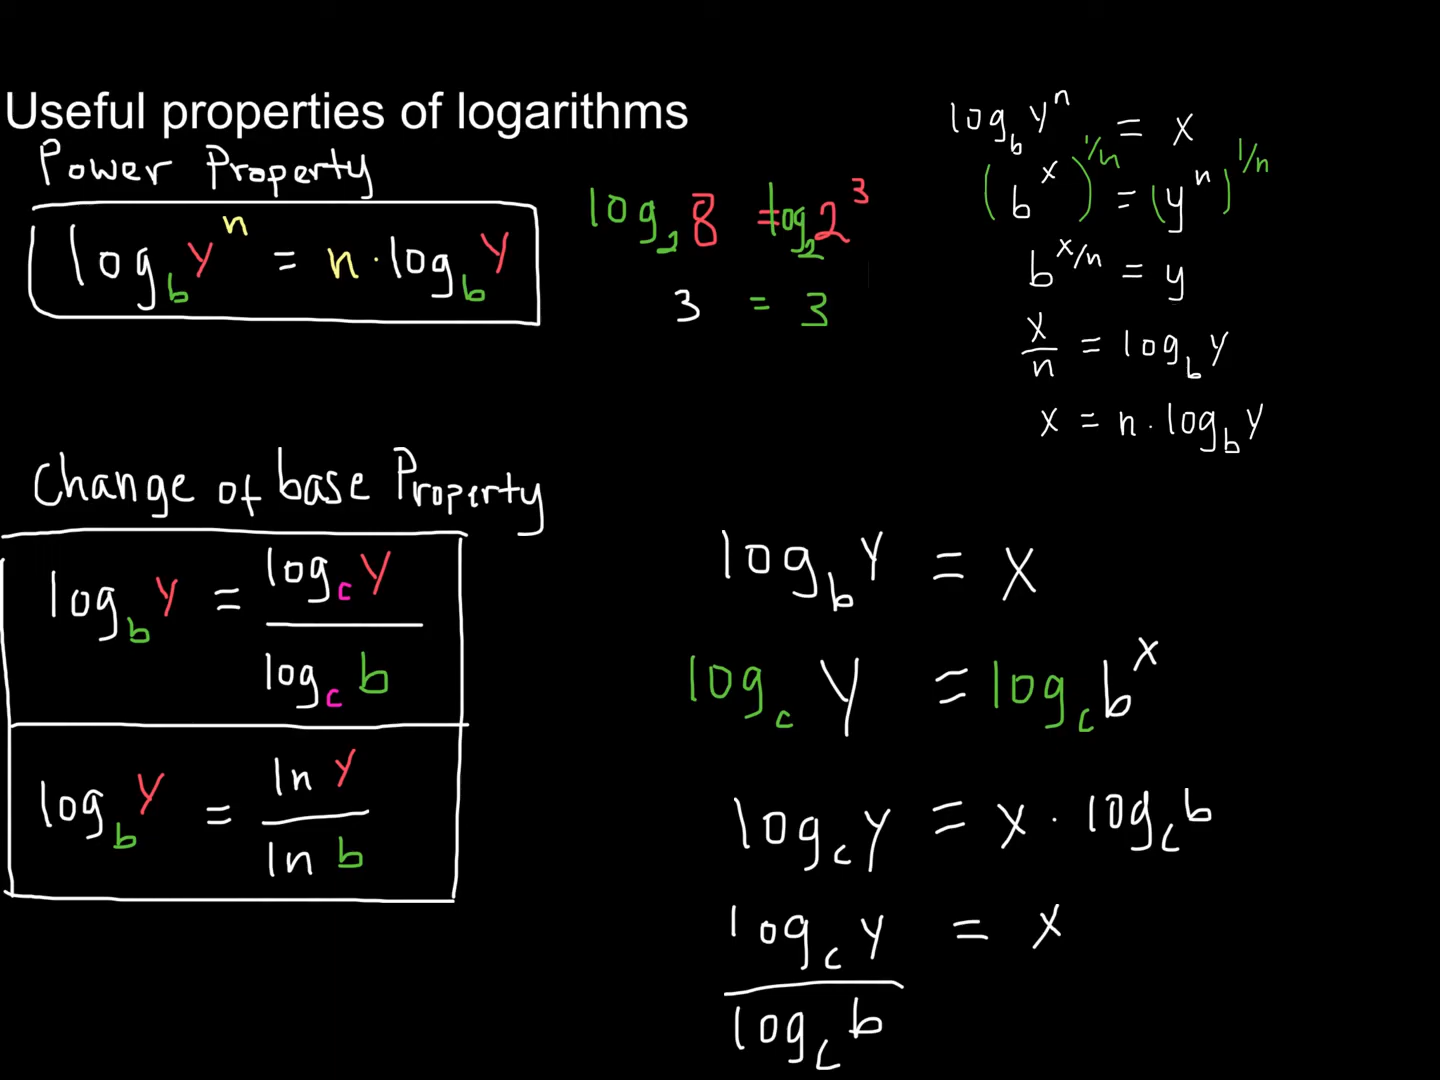 Useful properties of logarithms
Power Property
log_b y^n = n · log_b y
log_2 8 = log_2 2^3
3 = 3
log_b y^n = x
(b^x)^1/n = (y^n)^1/n
b^x/n = y
x/n = log_b y
x = n · log_b y
Change of base Property
log_b y = log_c y / log_c b
log_b y = ln y / ln b
log_b y = x
log_c y = log_c b^x
log_c y = x · log_c b
log_c y / log_c b = x